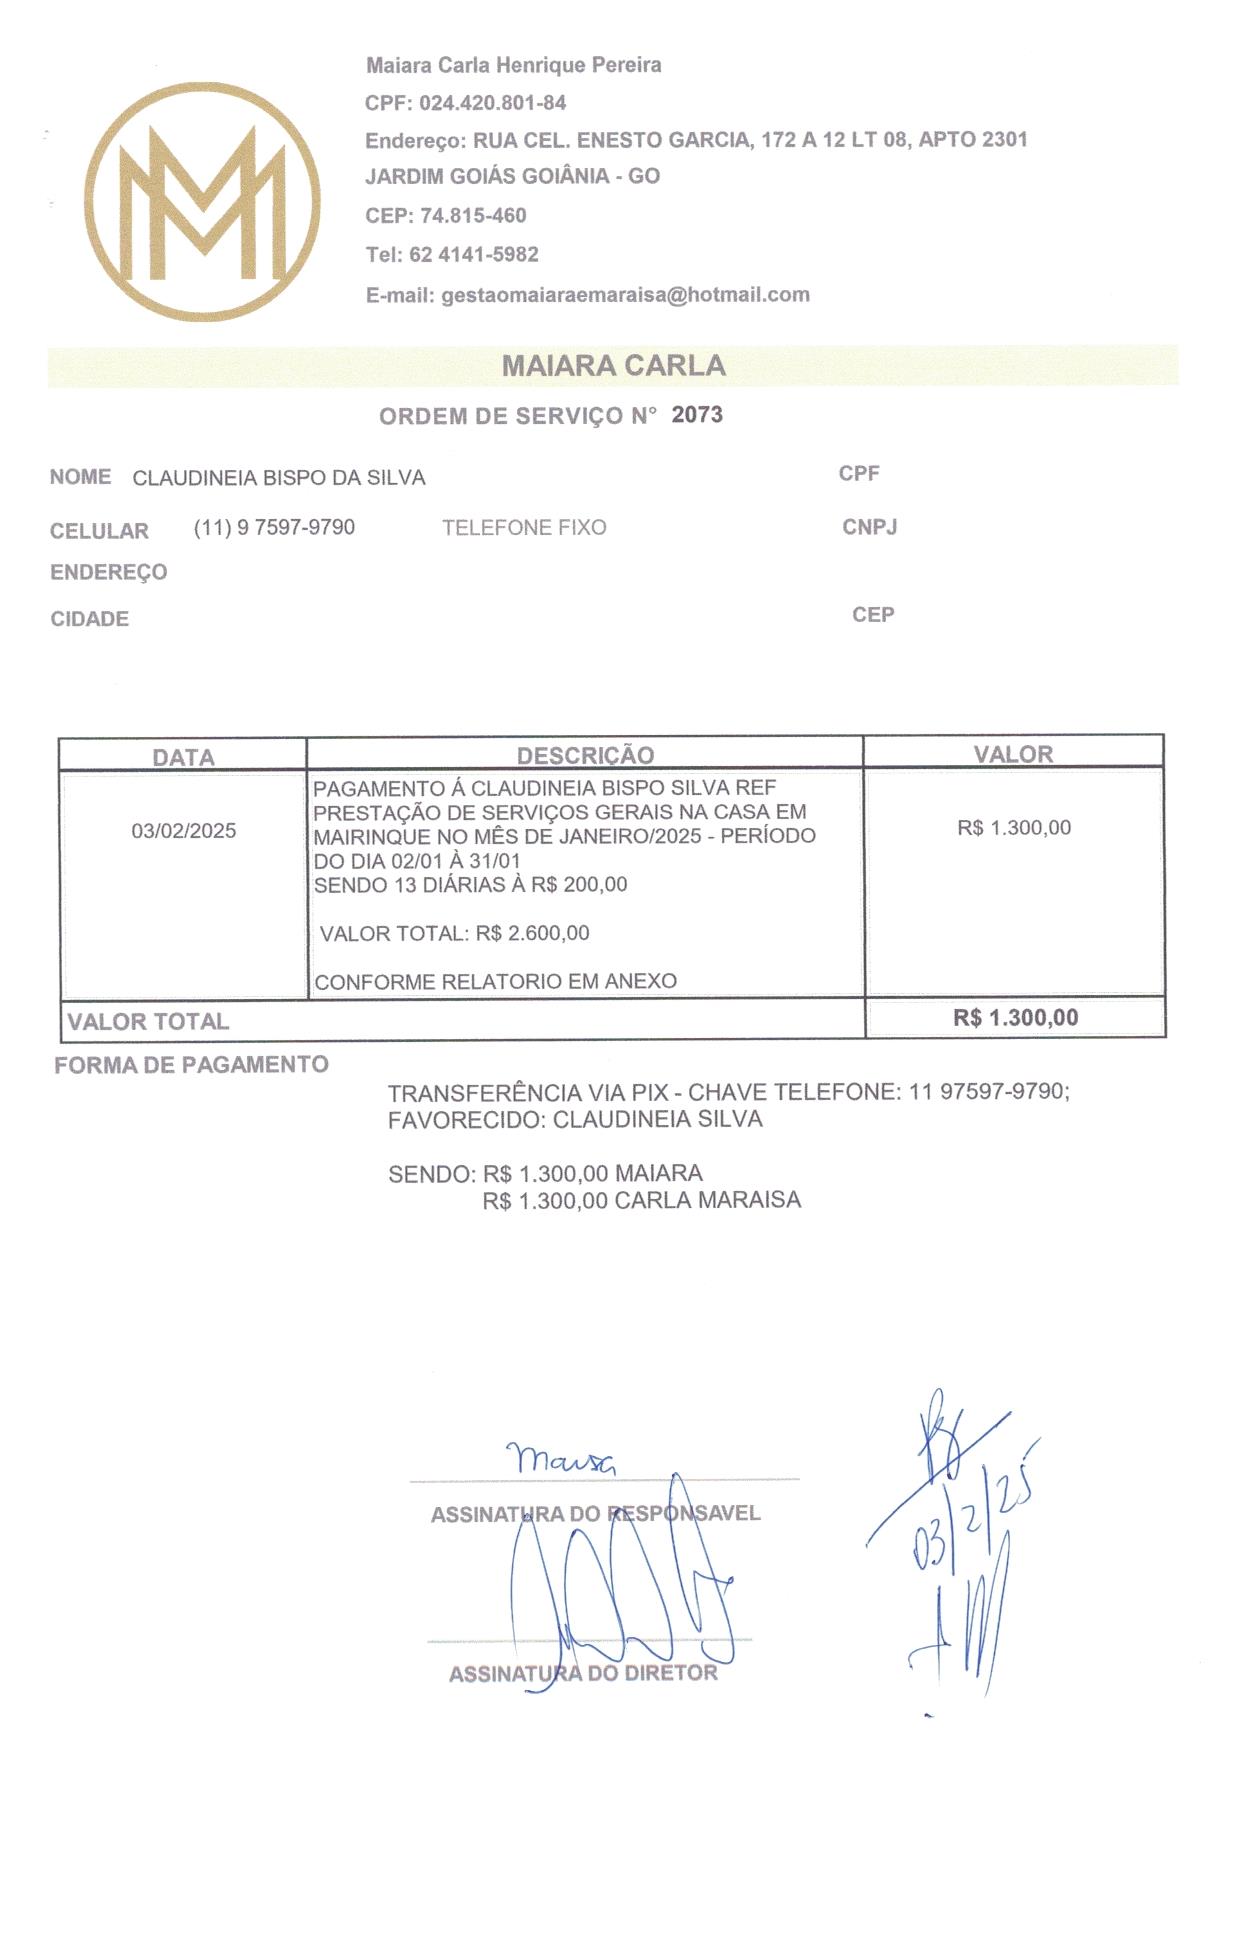 Maiara Carla Henrique Pereira
CPF: 024.420.801-84
Endereço: RUA CEL. ENESTO GARCIA, 172 A 12 LT 08, APTO 2301
JARDIM GOIÁS GOIÂNIA - GO
CEP: 74.815-460
Tel: 62 4141-5982
E-mail: gestaomaiaraemaraisa@hotmail.com
MAIARA CARLA
ORDEM DE SERVIÇO N° 2073
NOME CLAUDINEIA BISPO DA SILVA CPF
CELULAR (11) 9 7597-9790 TELEFONE FIXO CNPJ
ENDEREÇO
CIDADE CEP
DATA DESCRIÇÃO VALOR
PAGAMENTO Á CLAUDINEIA BISPO SILVA REF
PRESTAÇÃO DE SERVIÇOS GERAIS NA CASA EM
03/02/2025 MAIRINQUE NO MÊS DE JANEIRO/2025 - PERÍODO R$ 1.300,00
DO DIA 02/01 À 31/01
SENDO 13 DIÁRIAS À R$ 200,00
VALOR TOTAL: R$ 2.600,00
CONFORME RELATORIO EM ANEXO
VALOR TOTAL R$ 1.300,00
FORMA DE PAGAMENTO
TRANSFERÊNCIA VIA PIX - CHAVE TELEFONE: 11 97597-9790;
FAVORECIDO: CLAUDINEIA SILVA
SENDO: R$ 1.300,00 MAIARA
R$ 1.300,00 CARLA MARAISA
ASSINATURA DO RESPONSAVEL
03/2/25
ASSINATURA DO DIRETOR